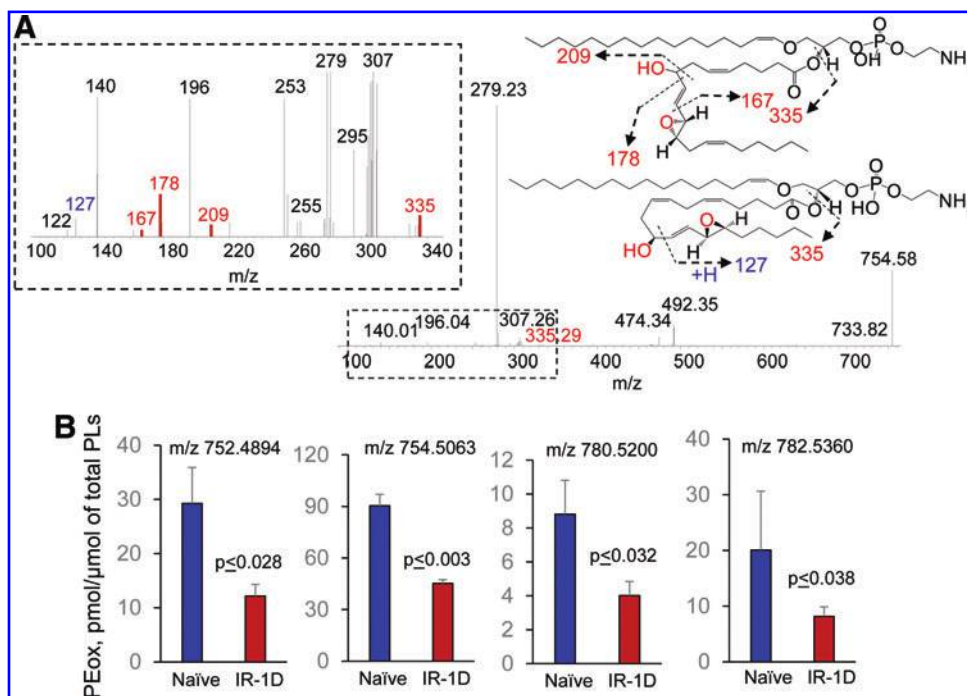 A
140
196
253
279
307
295
178
127
122
167
209
255
335
100 140 180 220 260 300 340
m/z
279.23
209
HO
O
O
O
P
O
OH
O
NH
H
O
167
335
H
O
H
178
O
O
P
O
HO
O
NH
H
O
O
H
H
HO
O
127
+H
335
754.58
492.35
307.26
474.34
196.04
140.01
335.29
733.82
100 200 300 400 500 600 700
m/z
B
PEox, pmol/μmol of total PLs
40
30
20
10
0
m/z 752.4894
p≤0.028
Naïve IR-1D
120
90
60
30
0
m/z 754.5063
p≤0.003
Naïve IR-1D
12
10
8
6
4
2
0
m/z 780.5200
p≤0.032
Naïve IR-1D
40
30
20
10
0
m/z 782.5360
p≤0.038
Naïve IR-1D